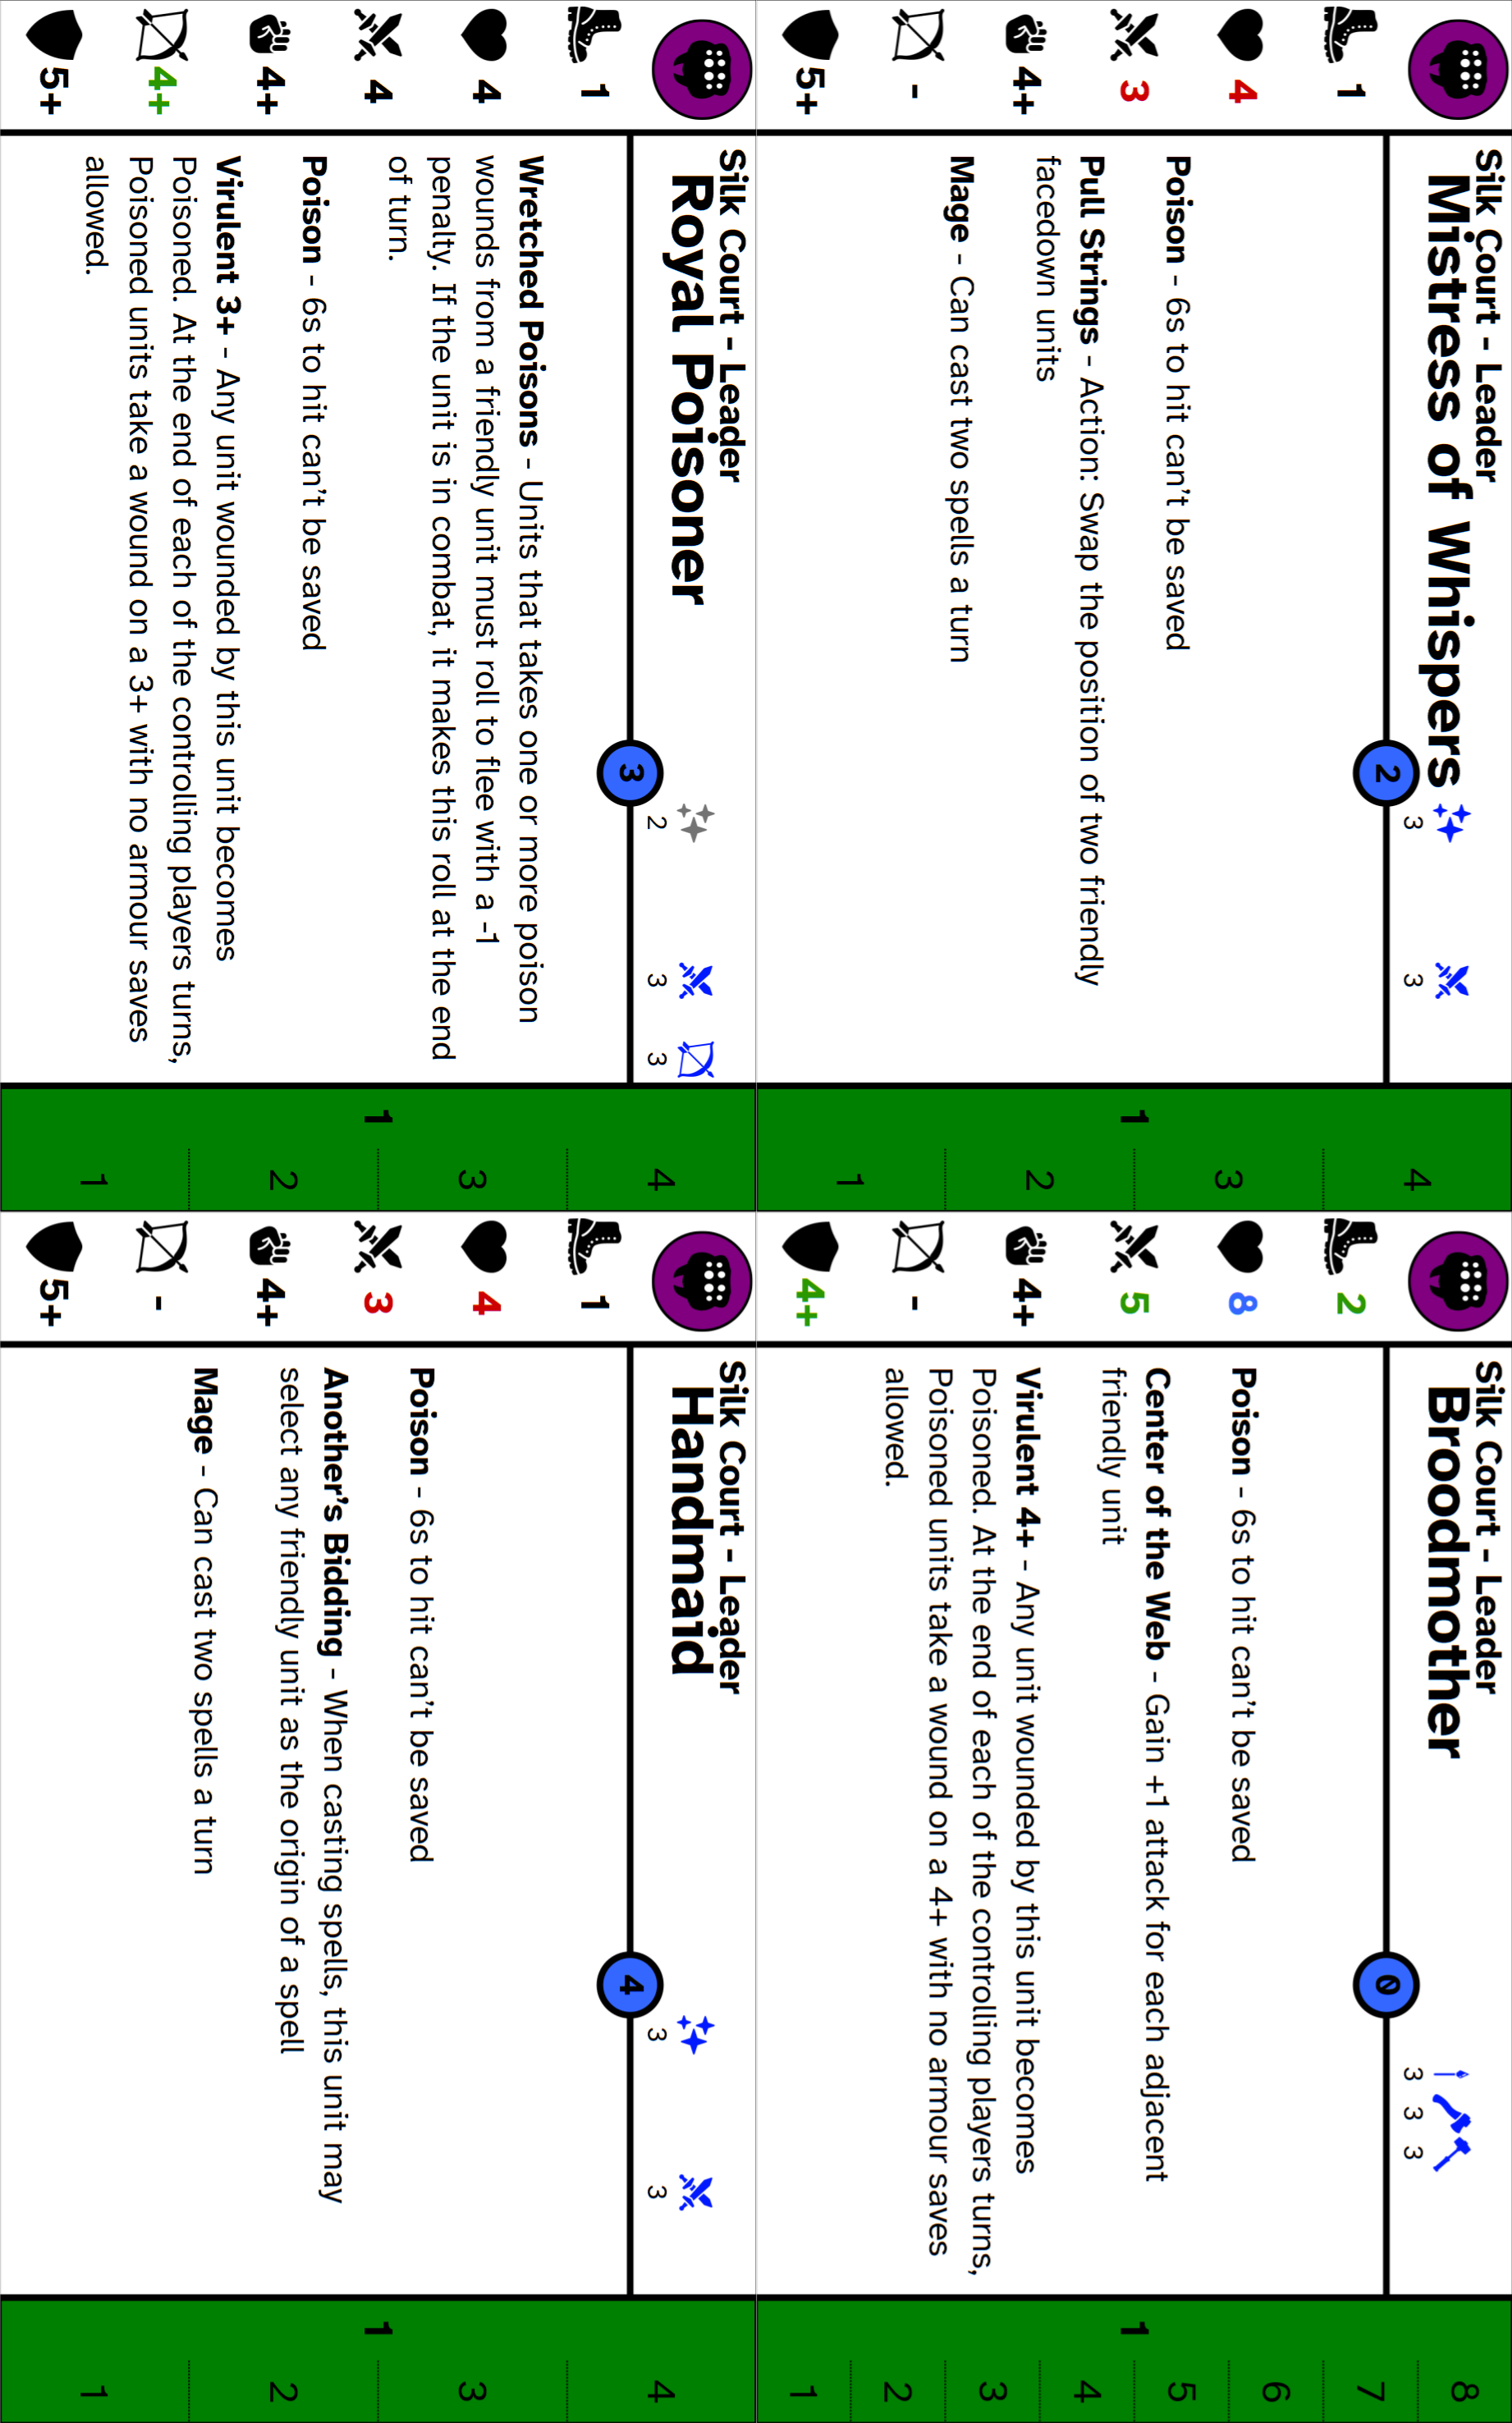 Silk Court - Leader
Mistress of Whispers
2
3
3
1
4
3
4+
-
5+
Poison - 6s to hit can't be saved
Pull Strings - Action: Swap the position of two friendly
facedown units
Mage - Can cast two spells a turn
1
4
3
2
1
Silk Court - Leader
Broodmother
0
3 3 3
2
8
5
4+
-
4+
Poison - 6s to hit can't be saved
Center of the Web - Gain +1 attack for each adjacent
friendly unit
Virulent 4+ - Any unit wounded by this unit becomes
Poisoned. At the end of each of the controlling players turns,
Poisoned units take a wound on a 4+ with no armour saves
allowed.
1
8
7
6
5
4
3
2
1
Silk Court - Leader
Royal Poisoner
3
2
3
3
1
4
4
4+
4+
5+
Wretched Poisons - Units that takes one or more poison
wounds from a friendly unit must roll to flee with a -1
penalty. If the unit is in combat, it makes this roll at the end
of turn.
Poison - 6s to hit can't be saved
Virulent 3+ - Any unit wounded by this unit becomes
Poisoned. At the end of each of the controlling players turns,
Poisoned units take a wound on a 3+ with no armour saves
allowed.
1
4
3
2
1
Silk Court - Leader
Handmaid
4
3
3
1
4
3
4+
-
5+
Poison - 6s to hit can't be saved
Another's Bidding - When casting spells, this unit may
select any friendly unit as the origin of a spell
Mage - Can cast two spells a turn
1
4
3
2
1